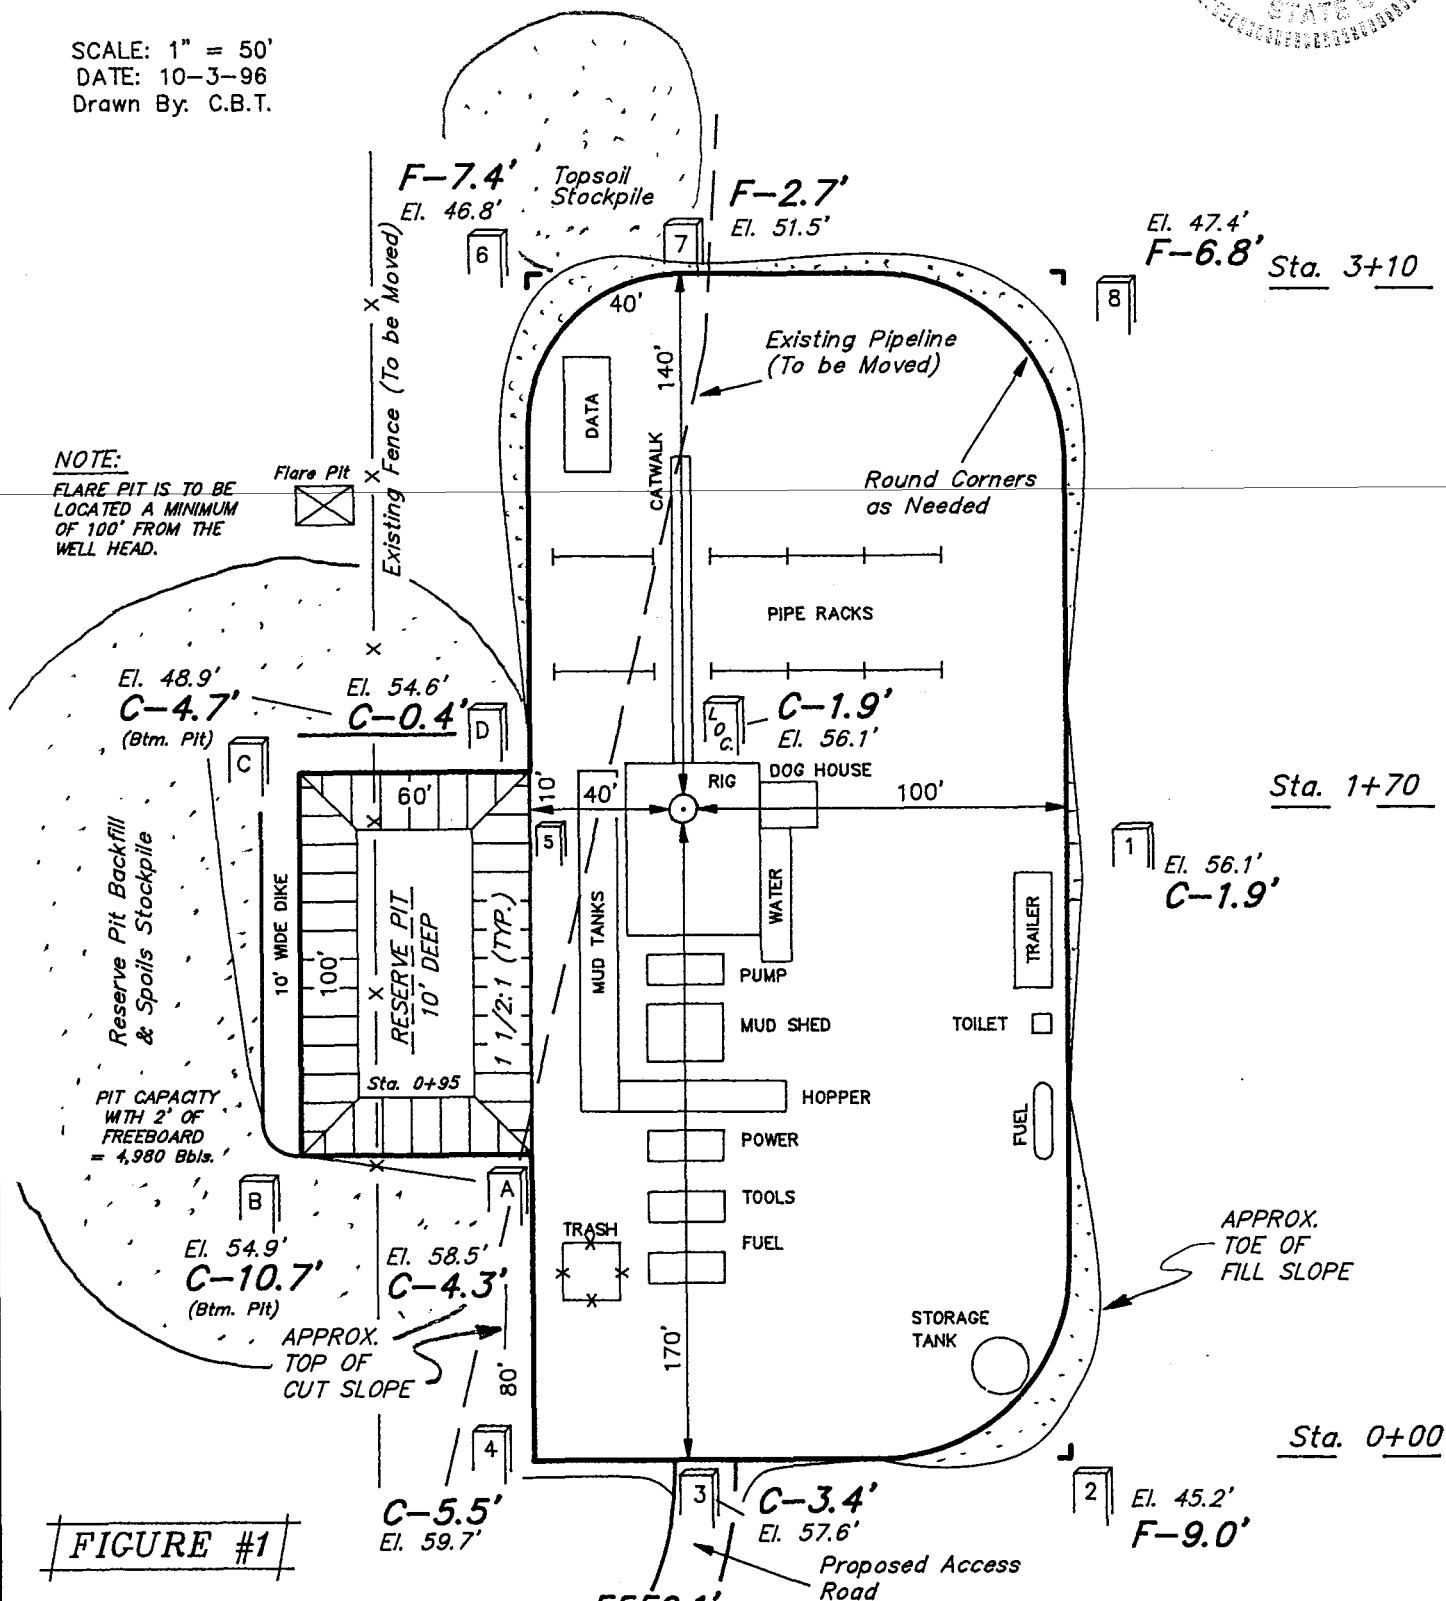 STATE
SCALE: 1" = 50'
DATE: 10-3-96
Drawn By: C.B.T.
F-7.4'
El. 46.8'
Topsoil
Stockpile
F-2.7'
El. 51.5'
El. 47.4'
F-6.8'
Sta. 3+10
6
7
8
40'
140'
Existing Fence (To be Moved)
Existing Pipeline
(To be Moved)
DATA
CATWALK
Round Corners
as Needed
NOTE:
FLARE PIT IS TO BE
LOCATED A MINIMUM
OF 100' FROM THE
WELL HEAD.
Flare Pit
PIPE RACKS
El. 48.9'
C-4.7'
(Btm. Pit)
El. 54.6'
C-0.4'
D
C
LOC.
C-1.9'
El. 56.1'
RIG
DOG HOUSE
60'
10'
40'
100'
Sta. 1+70
5
1
El. 56.1'
C-1.9'
Reserve Pit Backfill
& Spoils Stockpile
10' WIDE DIKE
100'
RESERVE PIT
10' DEEP
1 1/2:1 (TYP.)
MUD TANKS
WATER
TRAILER
PUMP
MUD SHED
TOILET
Sta. 0+95
HOPPER
PIT CAPACITY
WITH 2' OF
FREEBOARD
= 4,980 Bbls.
POWER
FUEL
A
B
TOOLS
TRASH
FUEL
El. 54.9'
C-10.7'
(Btm. Pit)
El. 58.5'
C-4.3'
APPROX.
TOE OF
FILL SLOPE
APPROX.
TOP OF
CUT SLOPE
80'
170'
STORAGE
TANK
4
Sta. 0+00
3
2
C-5.5'
El. 59.7'
C-3.4'
El. 57.6'
El. 45.2'
F-9.0'
FIGURE #1
Proposed Access
Road